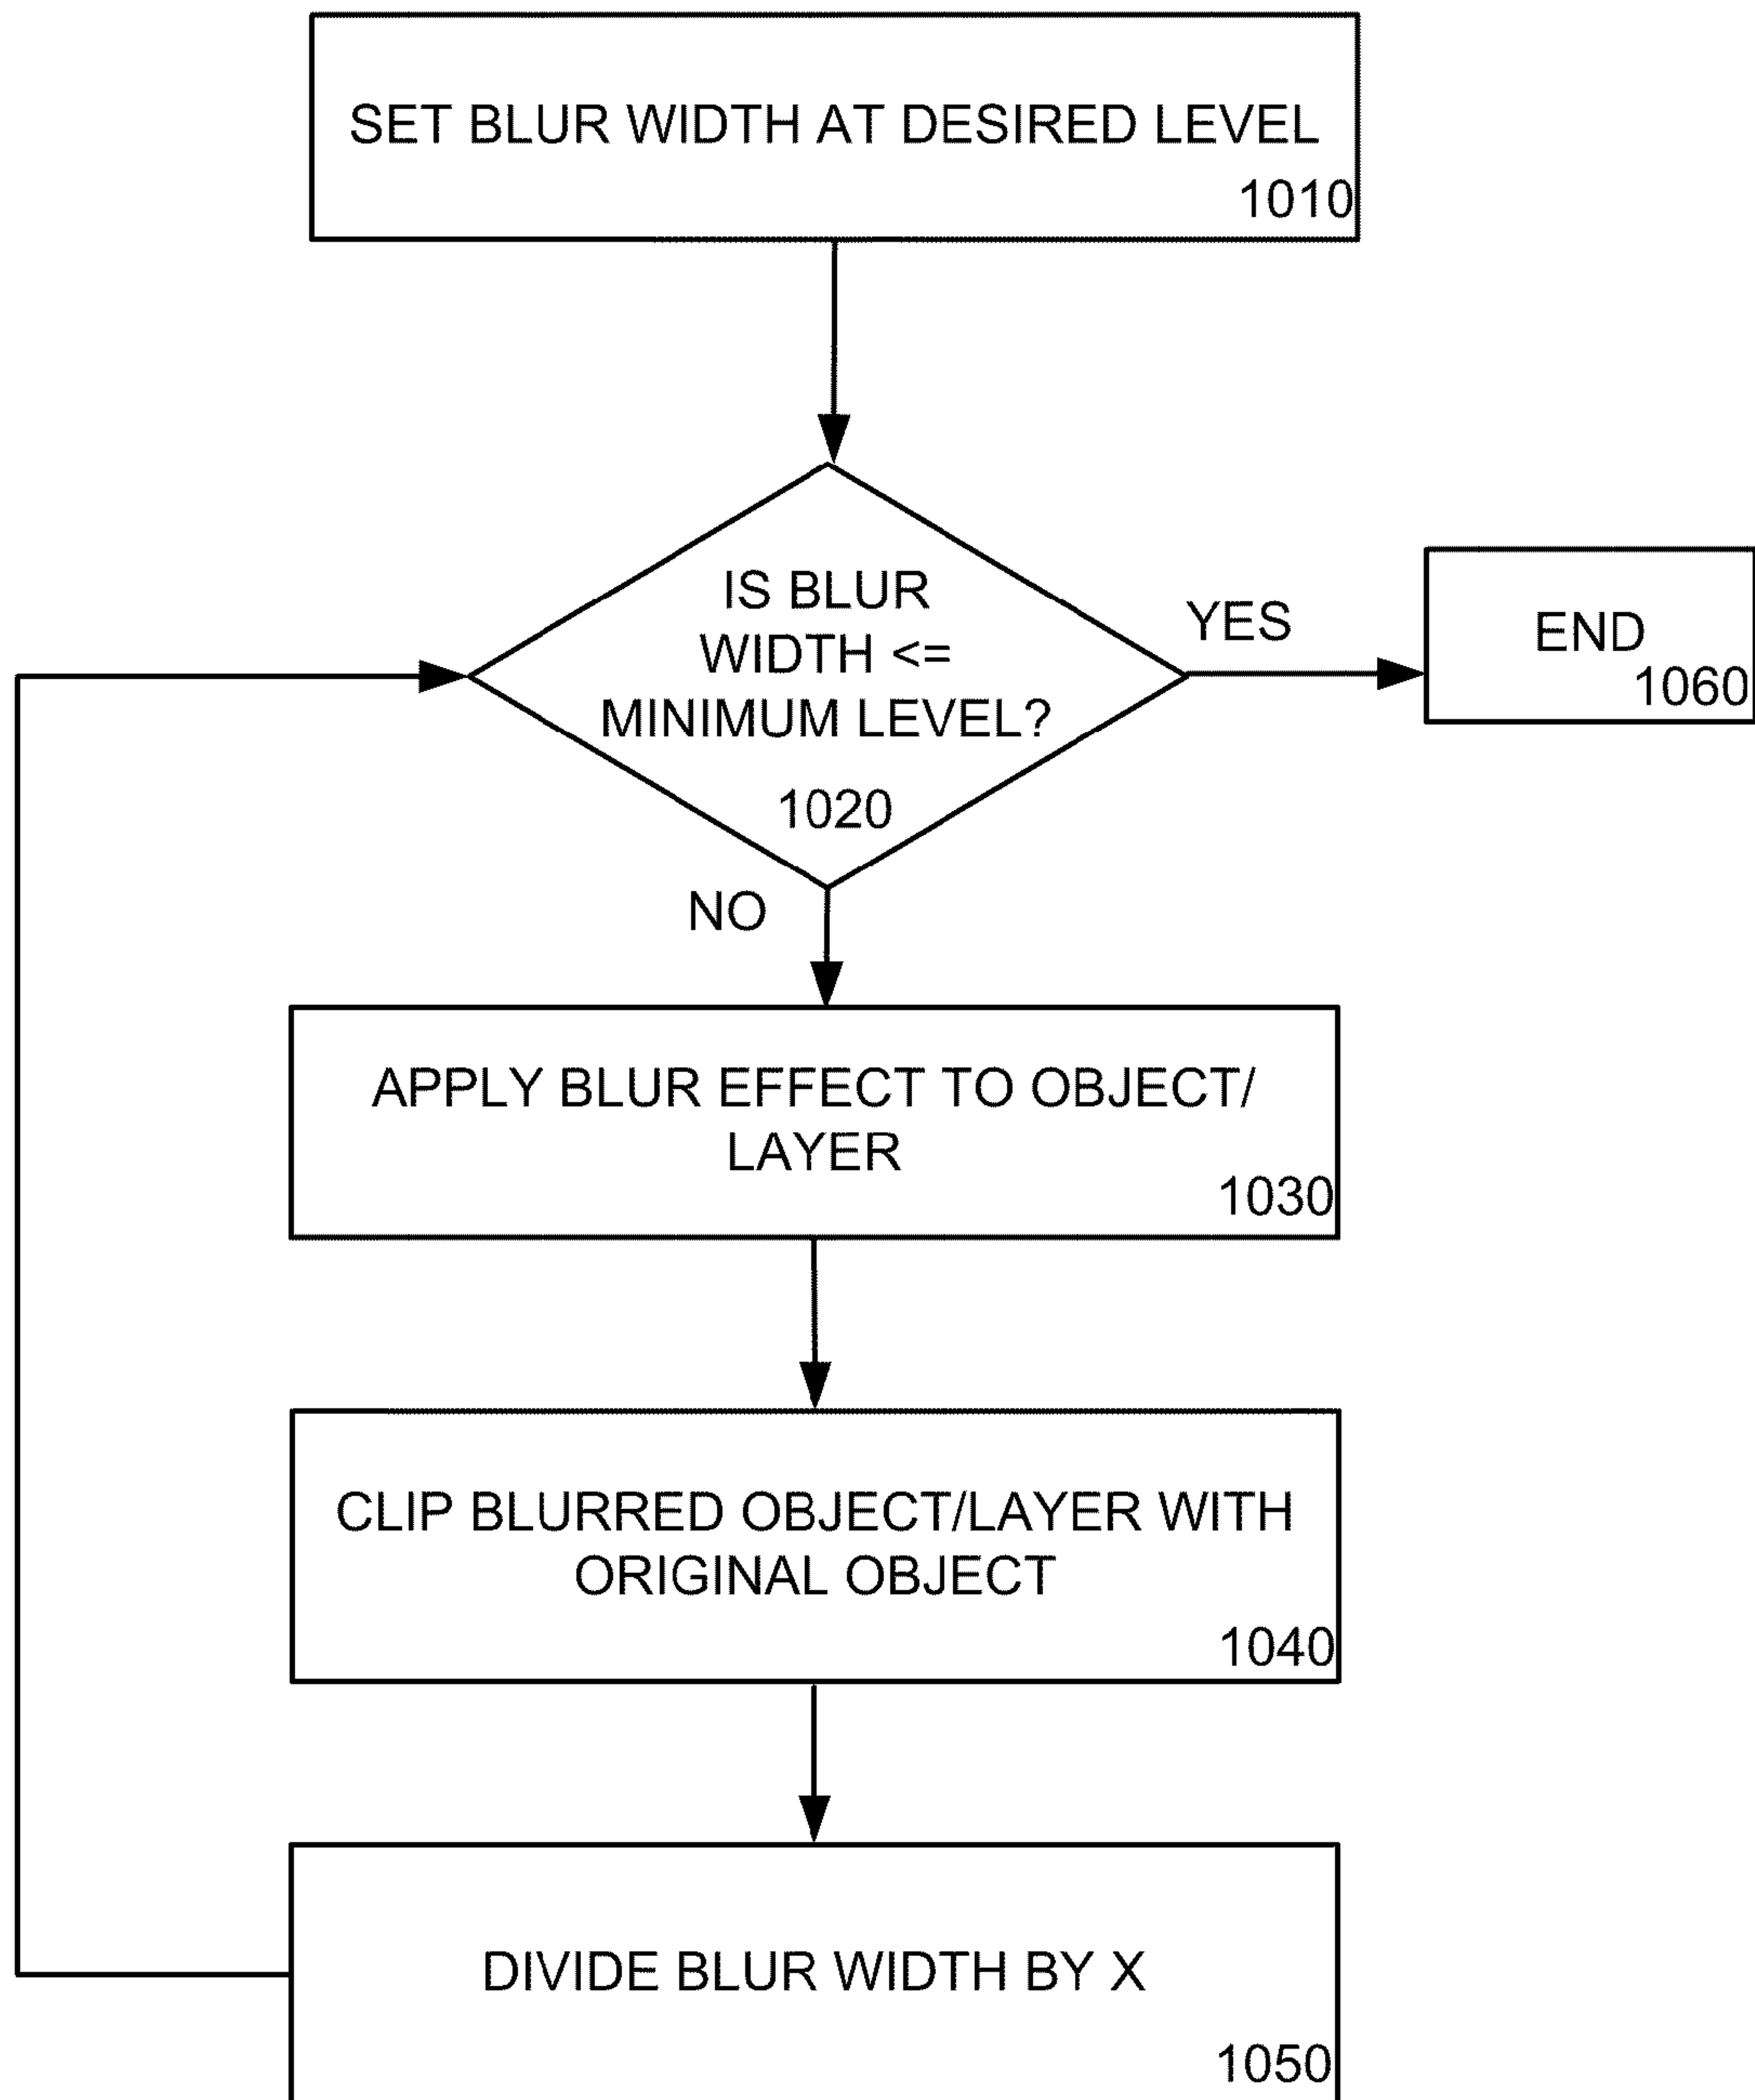 SET BLUR WIDTH AT DESIRED LEVEL
1010
IS BLUR
WIDTH <=
MINIMUM LEVEL?
1020
YES
END
1060
NO
APPLY BLUR EFFECT TO OBJECT/
LAYER
1030
CLIP BLURRED OBJECT/LAYER WITH
ORIGINAL OBJECT
1040
DIVIDE BLUR WIDTH BY X
1050